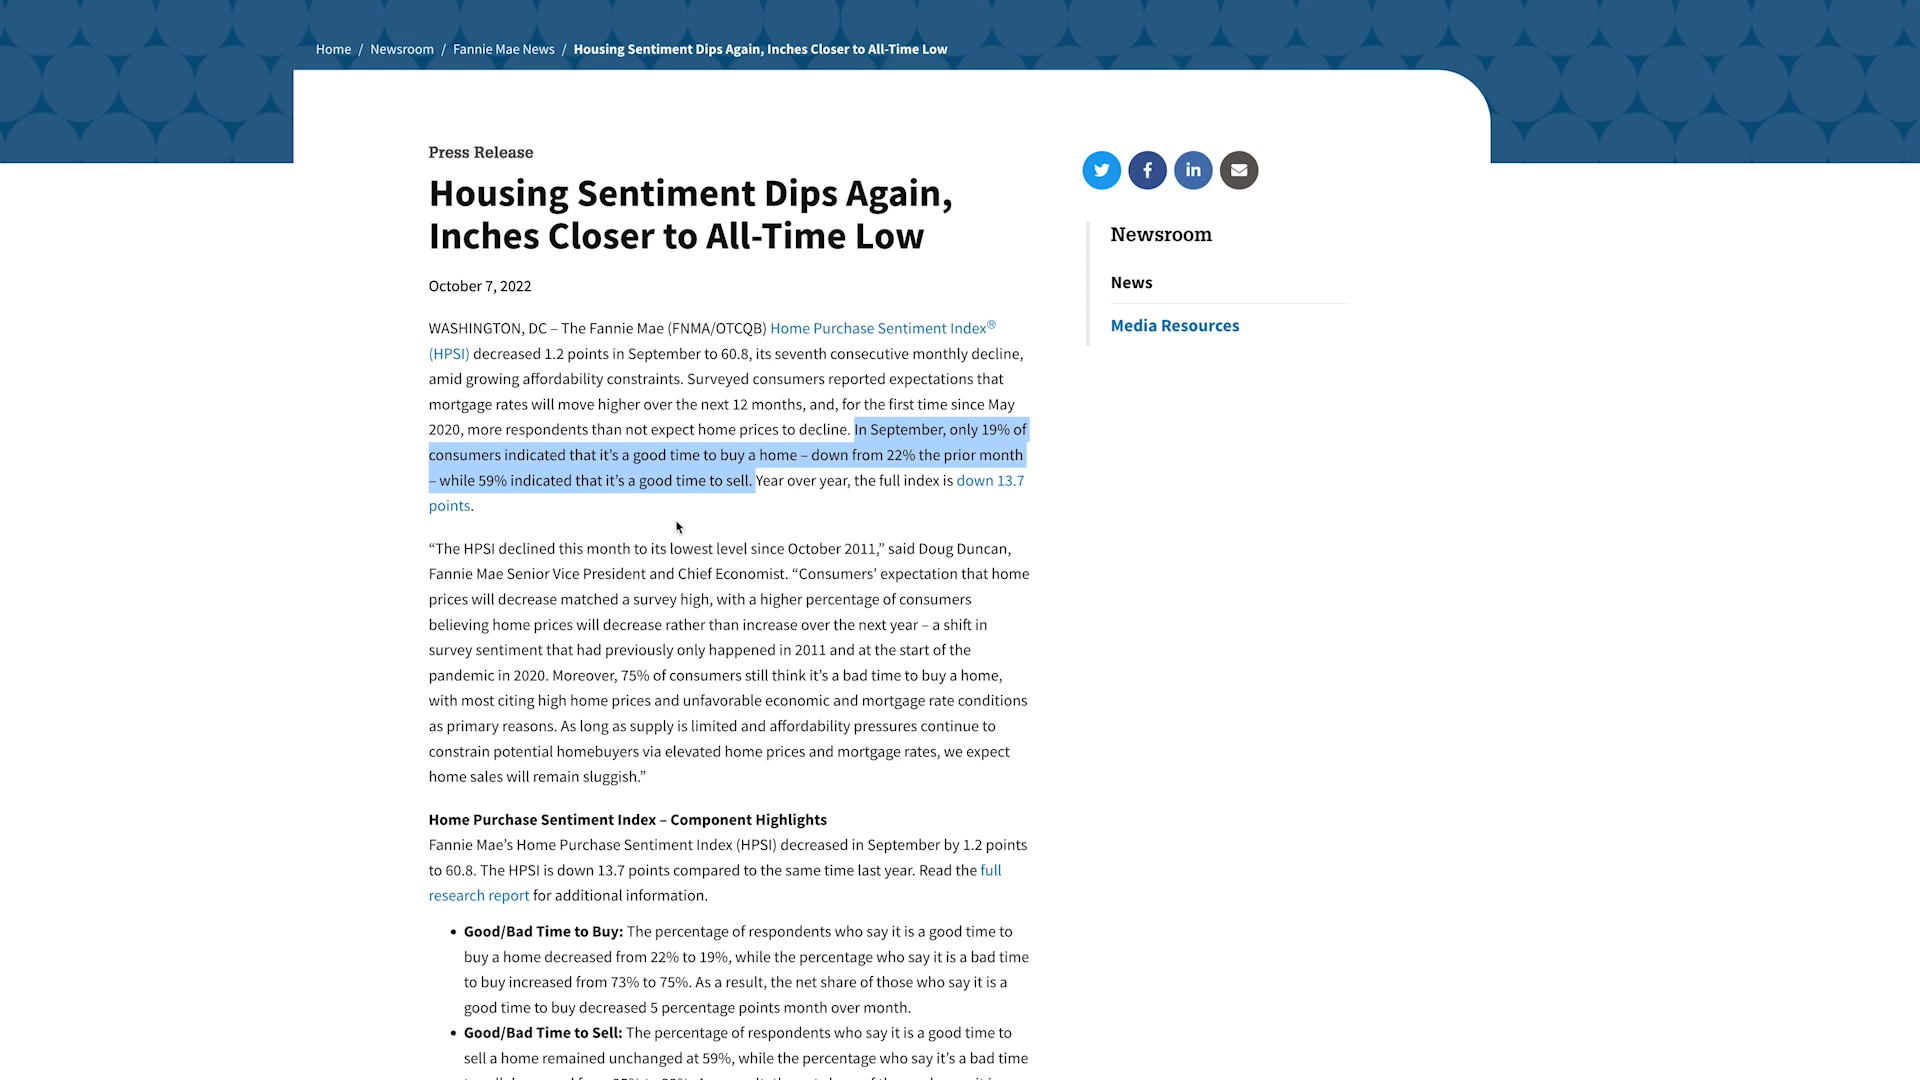 Home / Newsroom / Fannie Mae News / Housing Sentiment Dips Again, Inches Closer to All-Time Low
Press Release
Housing Sentiment Dips Again,
Inches Closer to All-Time Low
October 7, 2022
WASHINGTON, DC – The Fannie Mae (FNMA/OTCQB) Home Purchase Sentiment Index®
(HPSI) decreased 1.2 points in September to 60.8, its seventh consecutive monthly decline,
amid growing affordability constraints. Surveyed consumers reported expectations that
mortgage rates will move higher over the next 12 months, and, for the first time since May
2020, more respondents than not expect home prices to decline. In September, only 19% of
consumers indicated that it’s a good time to buy a home – down from 22% the prior month
– while 59% indicated that it’s a good time to sell. Year over year, the full index is down 13.7
points.
“The HPSI declined this month to its lowest level since October 2011,” said Doug Duncan,
Fannie Mae Senior Vice President and Chief Economist. “Consumers’ expectation that home
prices will decrease matched a survey high, with a higher percentage of consumers
believing home prices will decrease rather than increase over the next year – a shift in
survey sentiment that had previously only happened in 2011 and at the start of the
pandemic in 2020. Moreover, 75% of consumers still think it’s a bad time to buy a home,
with most citing high home prices and unfavorable economic and mortgage rate conditions
as primary reasons. As long as supply is limited and affordability pressures continue to
constrain potential homebuyers via elevated home prices and mortgage rates, we expect
home sales will remain sluggish.”
Home Purchase Sentiment Index – Component Highlights
Fannie Mae’s Home Purchase Sentiment Index (HPSI) decreased in September by 1.2 points
to 60.8. The HPSI is down 13.7 points compared to the same time last year. Read the full
research report for additional information.
• Good/Bad Time to Buy: The percentage of respondents who say it is a good time to
buy a home decreased from 22% to 19%, while the percentage who say it is a bad time
to buy increased from 73% to 75%. As a result, the net share of those who say it is a
good time to buy decreased 5 percentage points month over month.
• Good/Bad Time to Sell: The percentage of respondents who say it is a good time to
sell a home remained unchanged at 59%, while the percentage who say it’s a bad time
Newsroom
News
Media Resources